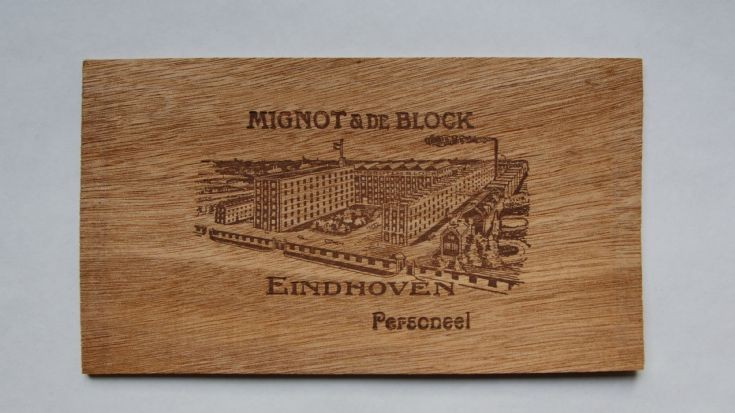 MIGNOT & DE BLOCK
EINDHOVEN
Personeel